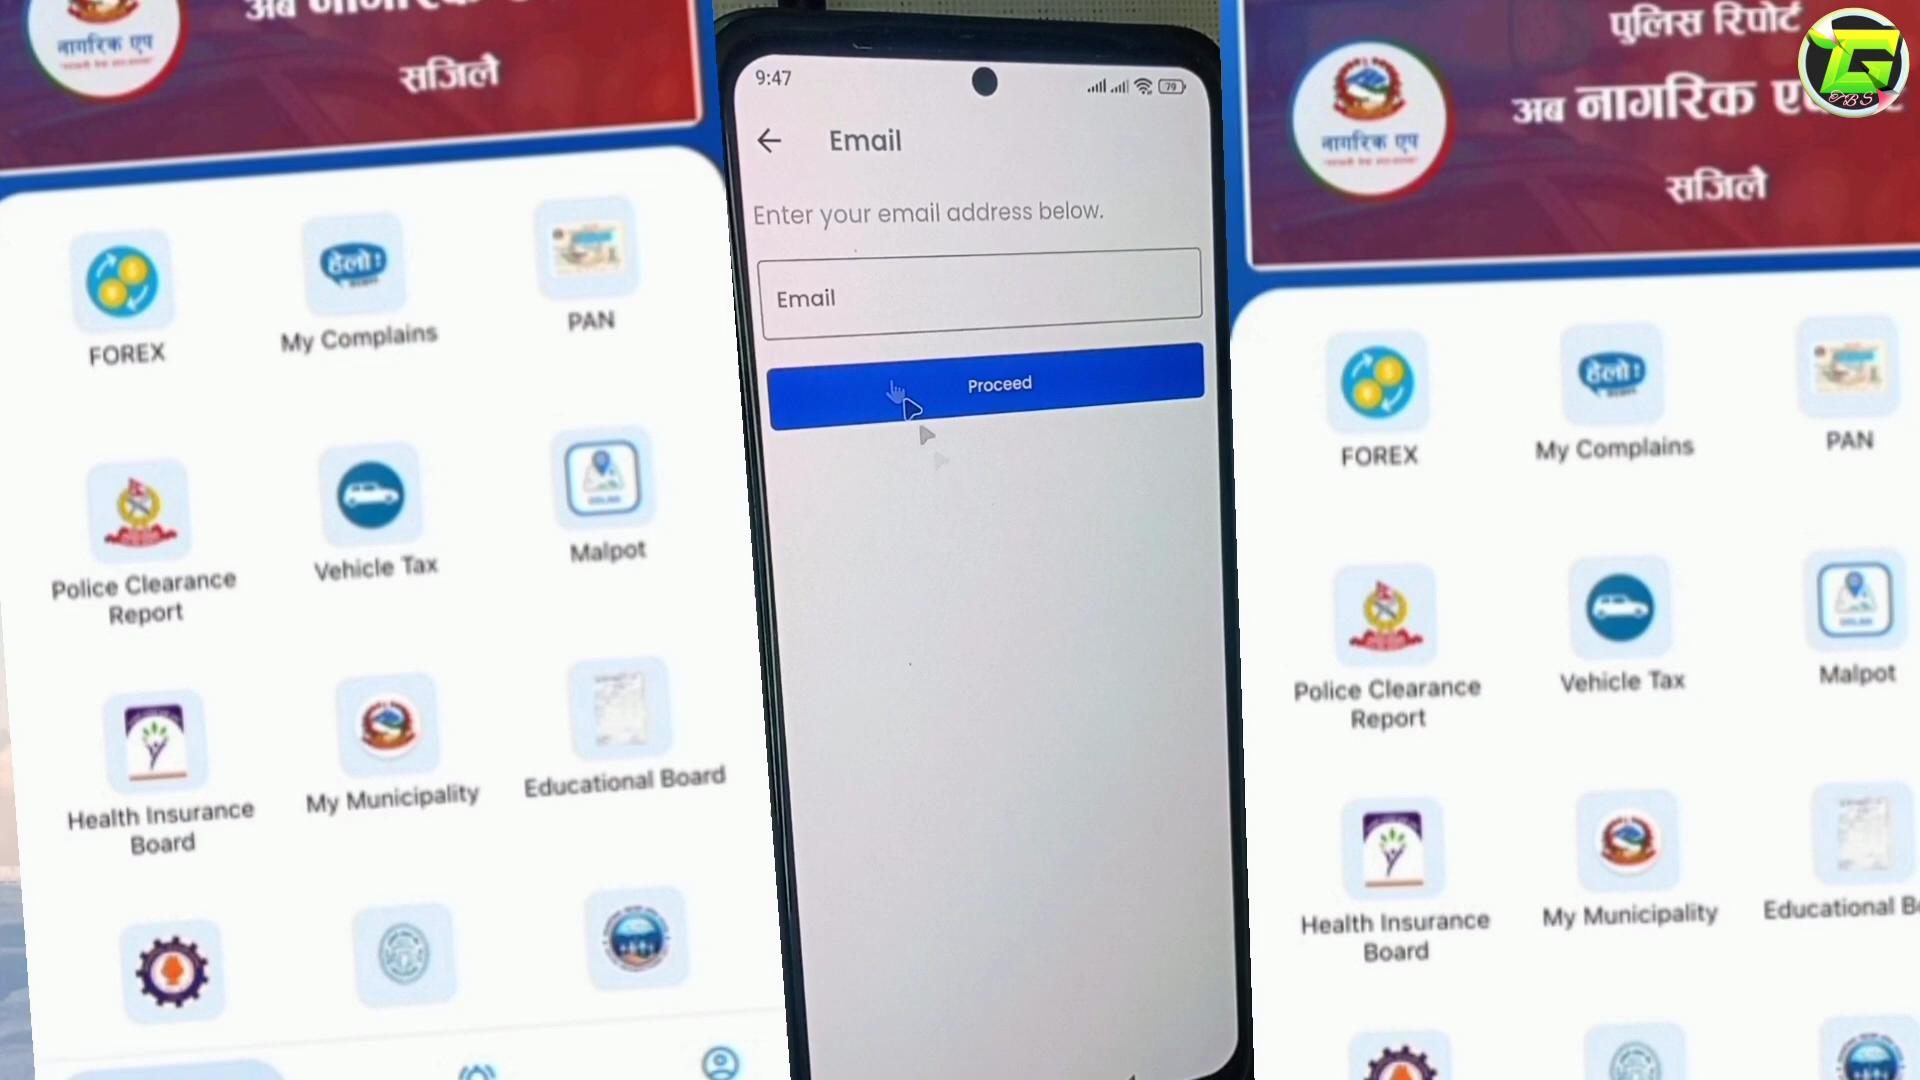 अब नागरिक
सजिलै
नागरिक एप
FOREX
My Complains
हेलो!
PAN
Police Clearance
Report
Vehicle Tax
Malpot
Health Insurance
Board
My Municipality
Educational Board
9:47
79
Email
Enter your email address below.
Email
Proceed
पुलिस रिपोर्ट
अब नागरिक
सजिलै
नागरिक एप
G
OBS
FOREX
My Complains
हेलो!
PAN
Police Clearance
Report
Vehicle Tax
Malpot
Health Insurance
Board
My Municipality
Educational B